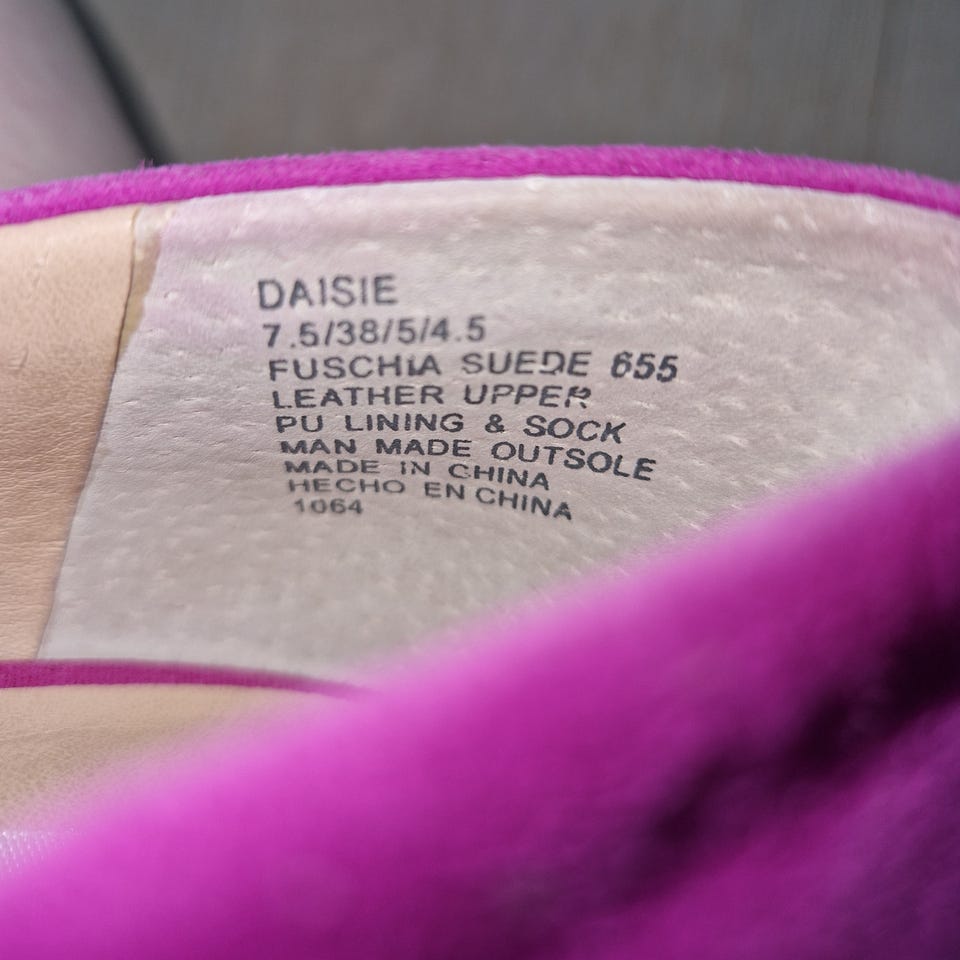 DAISIE
7.5/38/5/4.5
FUSCHIA SUEDE 655
LEATHER UPPER
PU LINING & SOCK
MAN MADE OUTSOLE
MADE IN CHINA
HECHO EN CHINA
1064